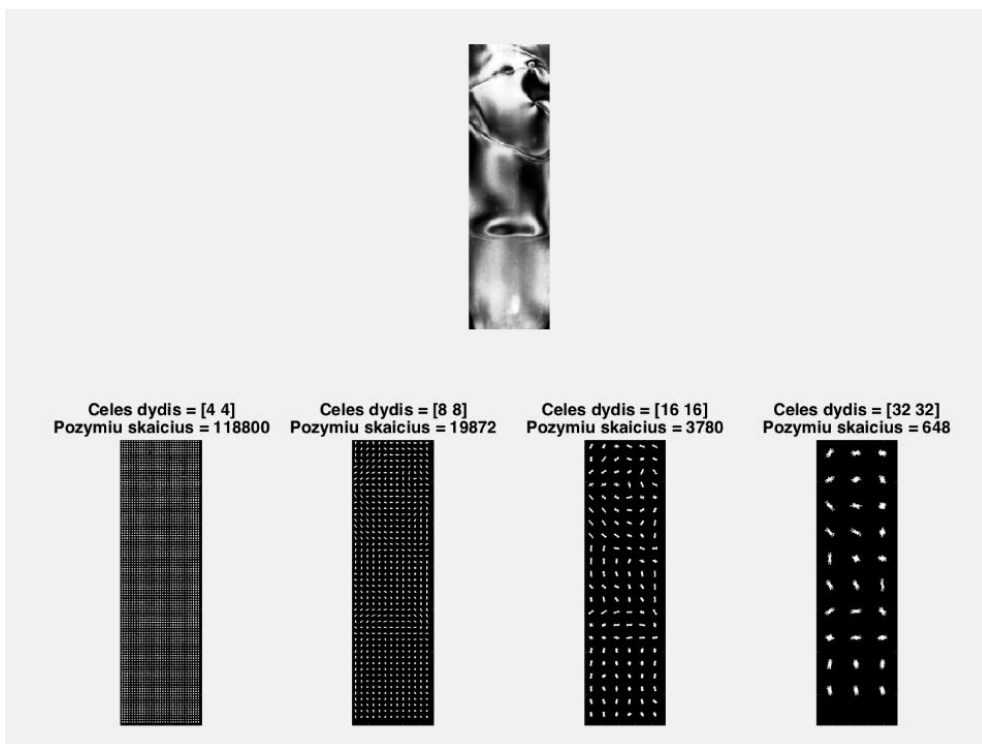 Celes dydis = [4 4]
Pozymiu skaicius = 118800
Celes dydis = [8 8]
Pozymiu skaicius = 19872
Celes dydis = [16 16]
Pozymiu skaicius = 3780
Celes dydis = [32 32]
Pozymiu skaicius = 648